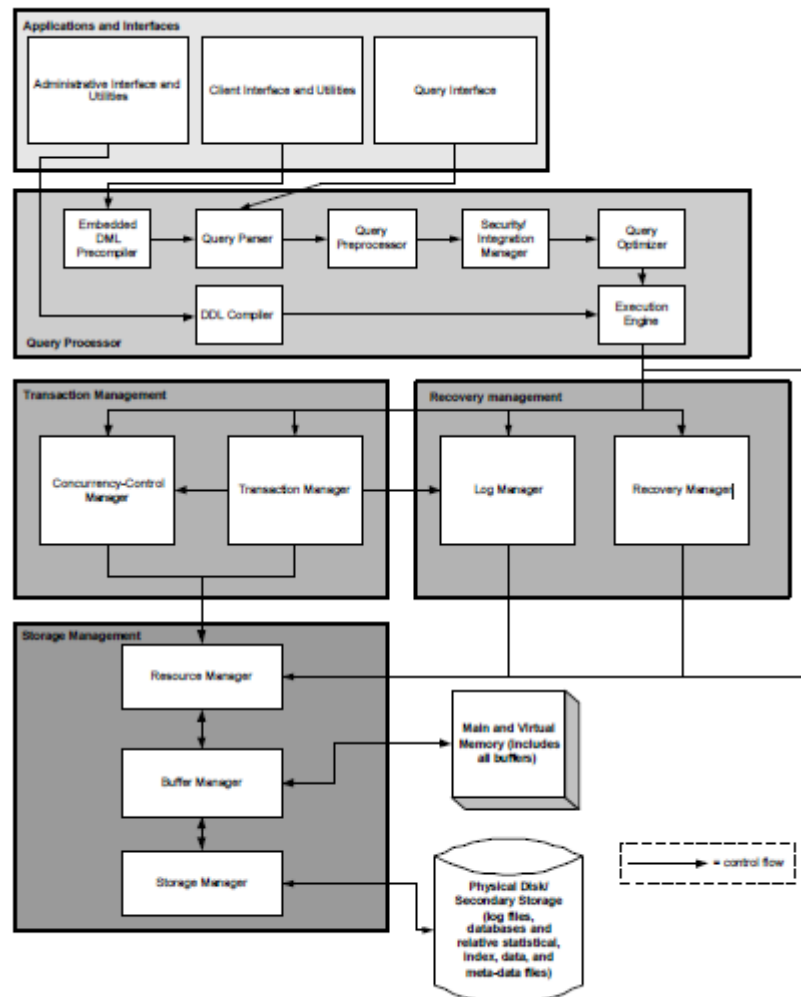 Applications and Interfaces
Administrative Interface and
Utilities
Client Interface and Utilities
Query Interface
Embedded
DML
Precompiler
Query Parser
Query
Preprocessor
Security/
Integration
Manager
Query
Optimizer
DDL Compiler
Execution
Engine
Query Processor
Transaction Management
Concurrency-Control
Manager
Transaction Manager
Recovery management
Log Manager
Recovery Manager
Storage Management
Resource Manager
Buffer Manager
Storage Manager
Main and Virtual
Memory (Includes
all buffers)
Physical Disk/
Secondary Storage
(log files,
databases and
relative statistical,
index, data, and
meta-data files)
= control flow